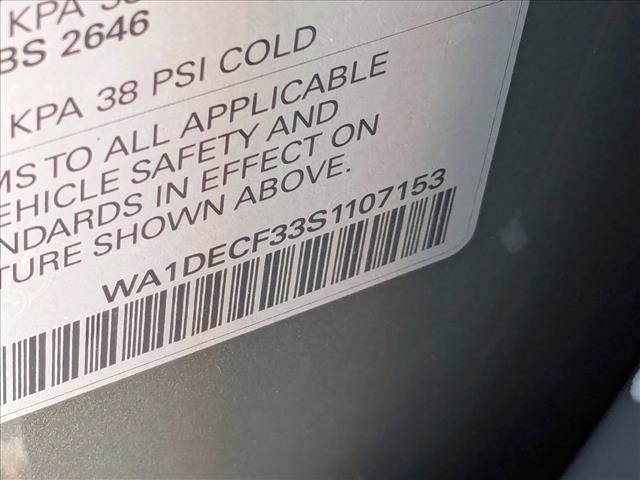 KPA 38
BS 2646
KPA 38 PSI COLD
MS TO ALL APPLICABLE
EHICLE SAFETY AND
NDARDS IN EFFECT ON
TURE SHOWN ABOVE.
WA1DECF33S1107153